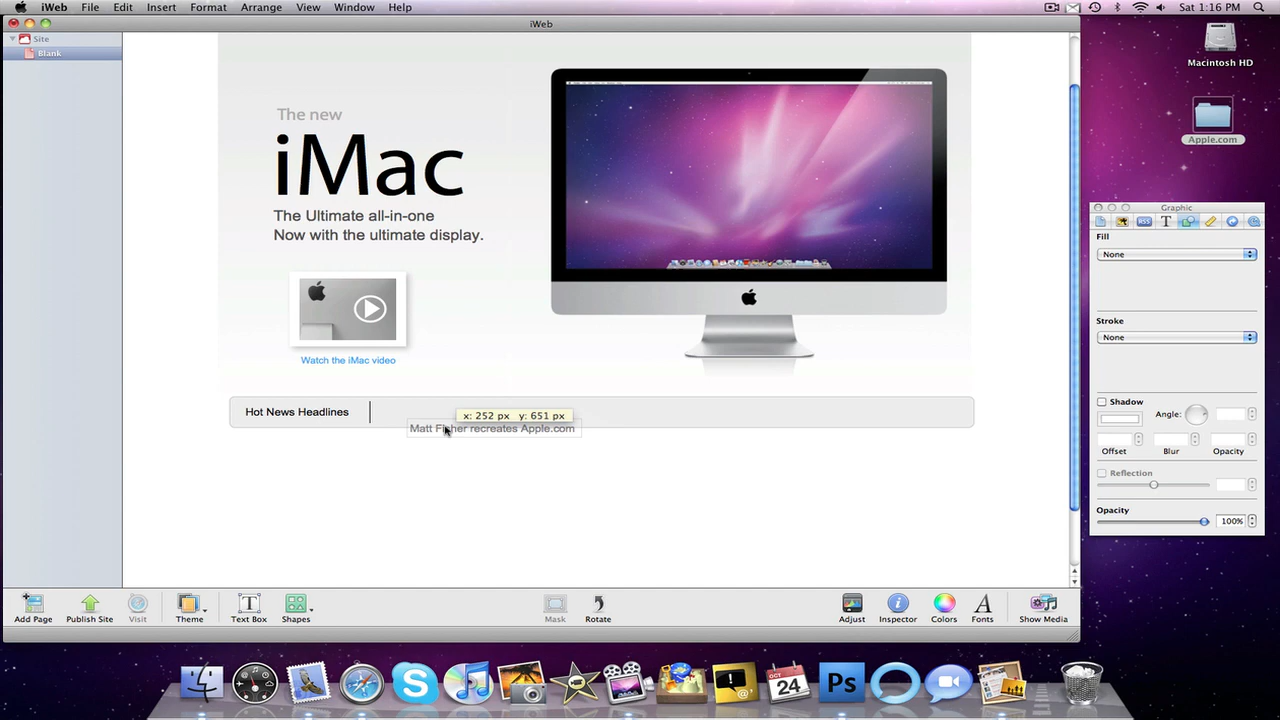 iWeb File Edit Insert Format Arrange View Window Help
Sat 1:16 PM
iWeb
Site
Blank
Macintosh HD
Apple.com
The new
iMac
The Ultimate all-in-one
Now with the ultimate display.
Watch the iMac video
Hot News Headlines
x: 252 px y: 651 px
Matt Fisher recreates Apple.com
Graphic
RSS
T
Fill
None
Stroke
None
Shadow
Angle:
Offset Blur Opacity
Reflection
Opacity
100%
Add Page Publish Site Visit Theme Text Box Shapes Mask Rotate Adjust Inspector Colors Fonts Show Media
OCT
24
Ps